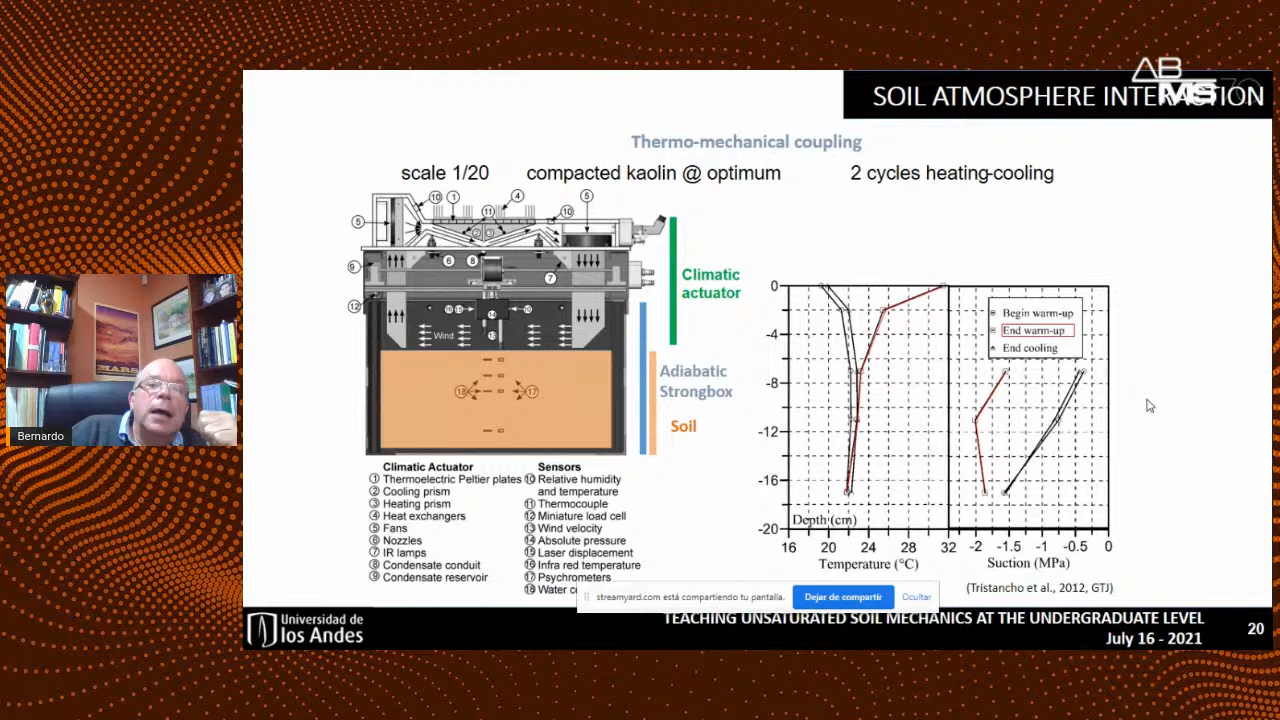 ABMS70
SOIL ATMOSPHERE INTERACTION
Thermo-mechanical coupling
scale 1/20
compacted kaolin @ optimum
2 cycles heating-cooling
Climatic
actuator
Wind
Adiabatic
Strongbox
Soil
Climatic Actuator
① Thermoelectric Peltier plates
② Cooling prism
③ Heating prism
④ Heat exchangers
⑤ Fans
⑥ Nozzles
⑦ IR lamps
⑧ Condensate conduit
⑨ Condensate reservoir
Sensors
⑩ Relative humidity
and temperature
⑪ Thermocouple
⑫ Miniature load cell
⑬ Wind velocity
⑭ Absolute pressure
⑮ Laser displacement
⑯ Infra red temperature
⑰ Psychrometers
⑱ Water
0
-4
-8
-12
-16
-20
Depth (cm)
16 20 24 28 32
Temperature (°C)
Begin warm-up
End warm-up
End cooling
-2 -1.5 -1 -0.5 0
Suction (MPa)
(Tristancho et al., 2012, GTJ)
streamyard.com está compartiendo tu pantalla.
Dejar de compartir
Ocultar
Universidad de
los Andes
TEACHING UNSATURATED SOIL MECHANICS AT THE UNDERGRADUATE LEVEL
July 16 - 2021
20
MARS
Bernardo